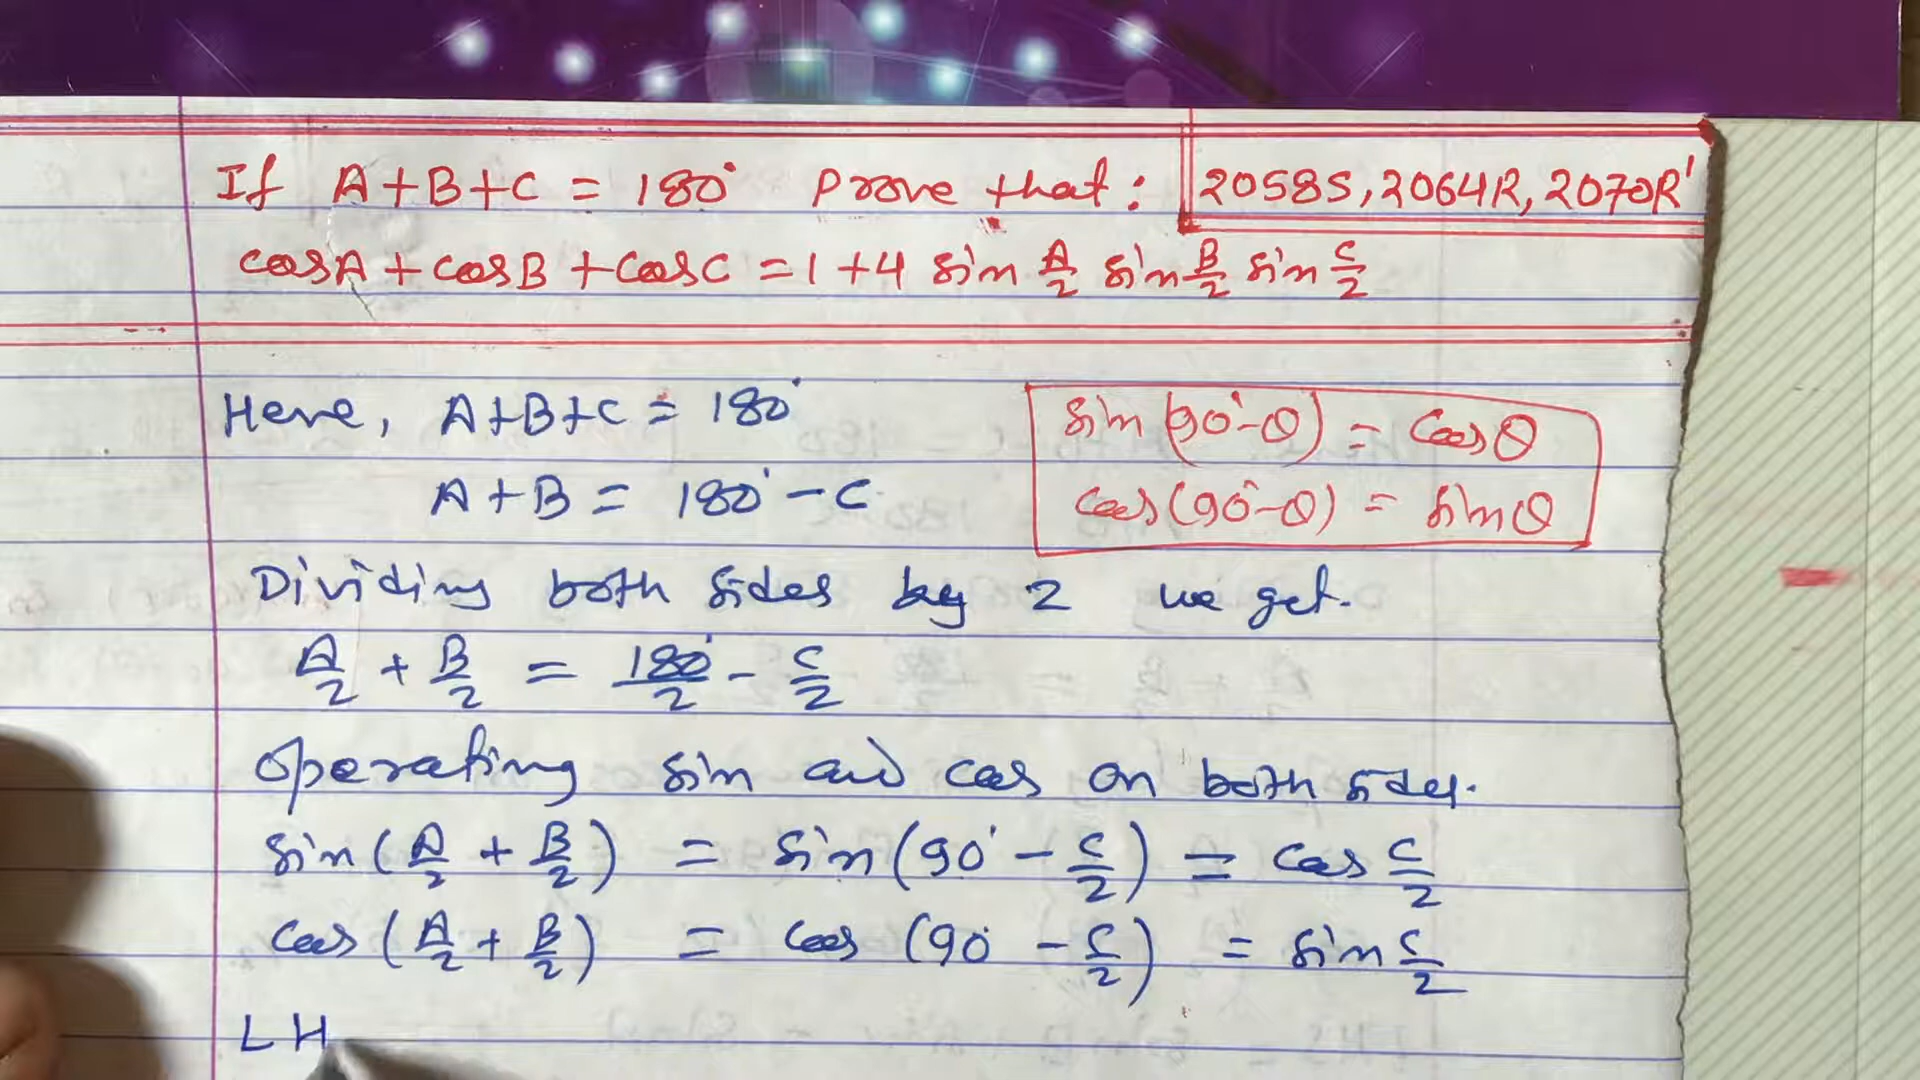 If A+B+C = 180° Prove that: 2058S, 2064R, 2070R'
cosA + cosB + cosC = 1 + 4 sin A/2 sin B/2 sin C/2
Here, A+B+C = 180°
sin(90°-θ) = cosθ
A+B = 180° - C
cos(90°-θ) = sinθ
Dividing both sides by 2 we get.
A/2 + B/2 = 180°/2 - C/2
operating sin and cos on both sides.
sin(A/2 + B/2) = sin(90° - C/2) = cos C/2
cos(A/2 + B/2) = cos(90 - C/2) = sin C/2
LH